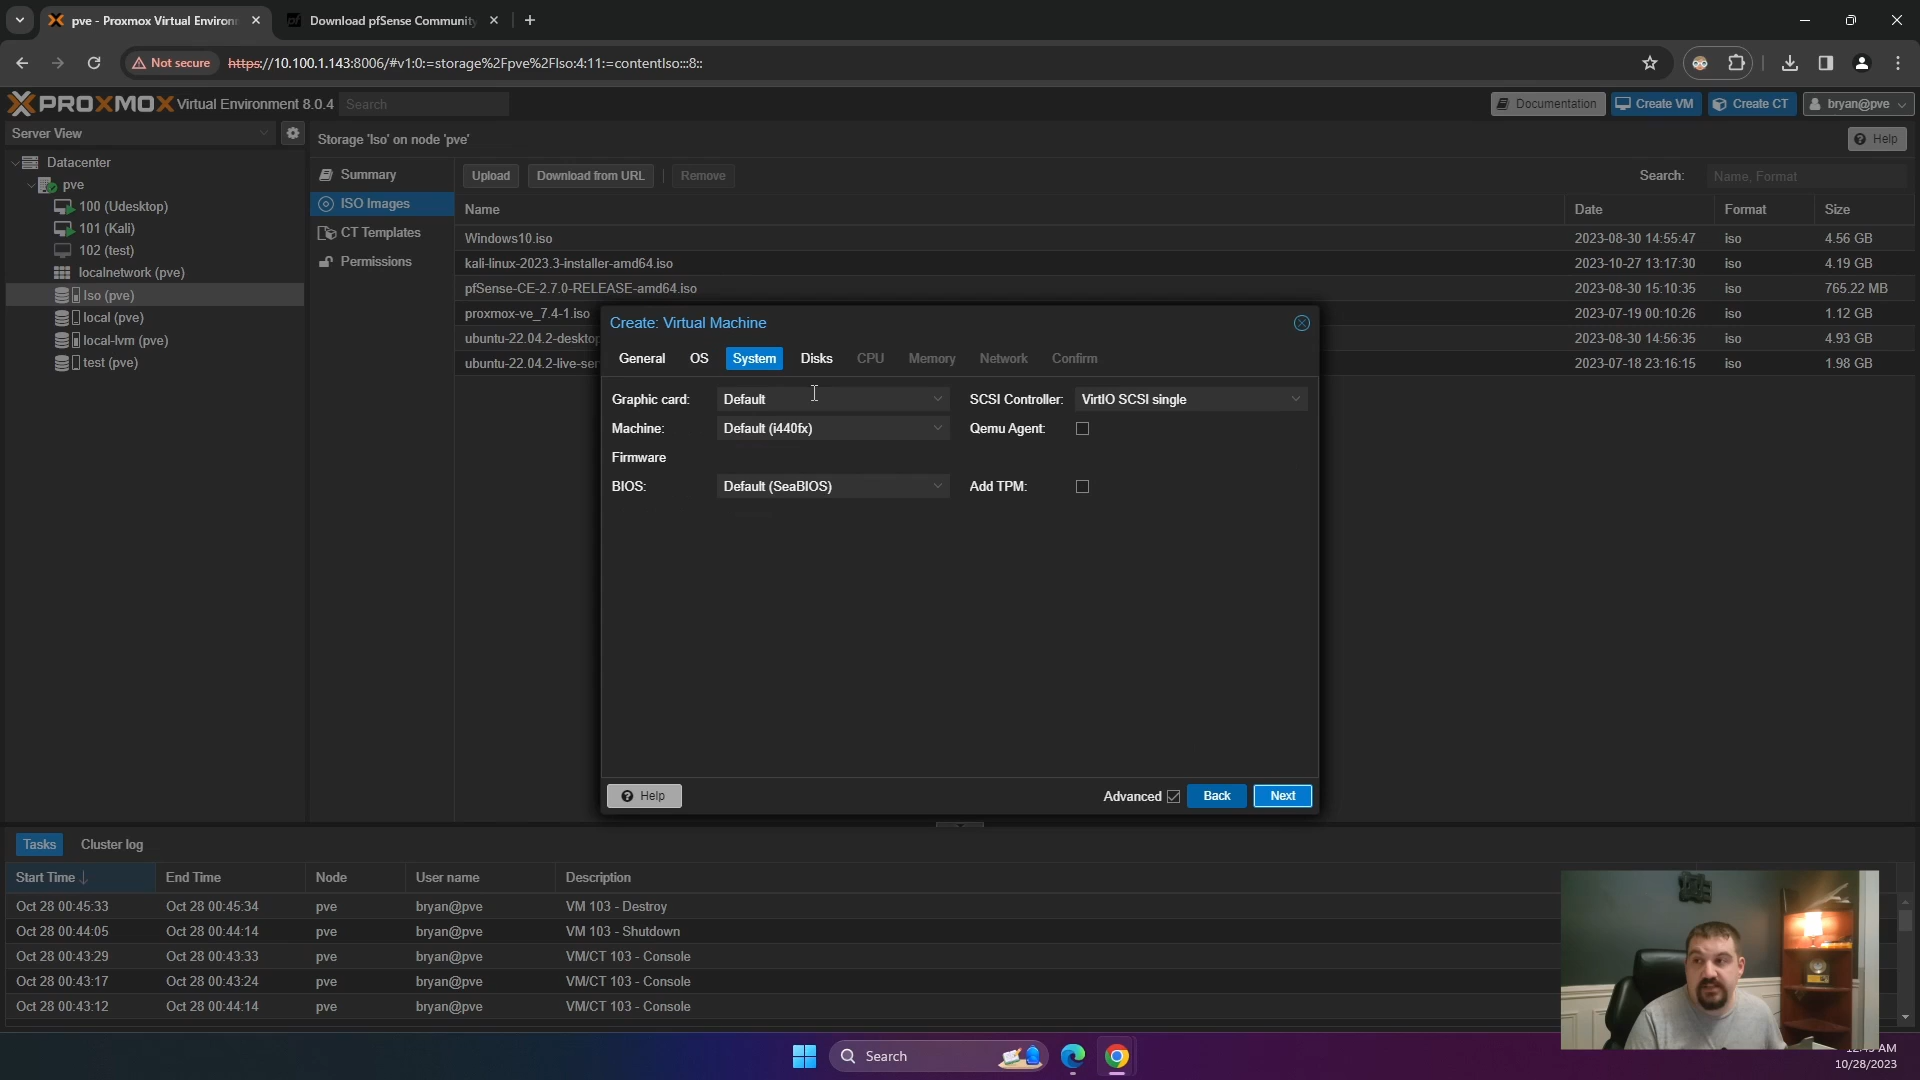 pve - Proxmox Virtual Environ
Download pfSense Community
Not secure
https://10.100.1.143:8006/#v1:0:=storage%2Fpve%2FIso:4:11:=contentIso:::8::
PROXMOX Virtual Environment 8.0.4
Search
Documentation
Create VM
Create CT
bryan@pve
Server View
Storage 'Iso' on node 'pve'
Help
Datacenter
pve
100 (Udesktop)
101 (Kali)
102 (test)
localnetwork (pve)
Iso (pve)
local (pve)
local-lvm (pve)
test (pve)
Summary
ISO Images
CT Templates
Permissions
Upload
Download from URL
Remove
Search:
Name, Format
Name Date Format Size
Windows10.iso 2023-08-30 14:55:47 iso 4.56 GB
kali-linux-2023.3-installer-amd64.iso 2023-10-27 13:17:30 iso 4.19 GB
pfSense-CE-2.7.0-RELEASE-amd64.iso 2023-08-30 15:10:35 iso 765.22 MB
proxmox-ve_7.4-1.iso 2023-07-19 00:10:26 iso 1.12 GB
ubuntu-22.04.2-desktop 2023-08-30 14:56:35 iso 4.93 GB
ubuntu-22.04.2-live-ser 2023-07-18 23:16:15 iso 1.98 GB
Create: Virtual Machine
General OS System Disks CPU Memory Network Confirm
Graphic card: Default SCSI Controller: VirtIO SCSI single
Machine: Default (i440fx) Qemu Agent:
Firmware
BIOS: Default (SeaBIOS) Add TPM:
Help
Advanced
Back
Next
Tasks
Cluster log
Start Time End Time Node User name Description
Oct 28 00:45:33 Oct 28 00:45:34 pve bryan@pve VM 103 - Destroy
Oct 28 00:44:05 Oct 28 00:44:14 pve bryan@pve VM 103 - Shutdown
Oct 28 00:43:29 Oct 28 00:43:33 pve bryan@pve VM/CT 103 - Console
Oct 28 00:43:17 Oct 28 00:43:24 pve bryan@pve VM/CT 103 - Console
Oct 28 00:43:12 Oct 28 00:44:14 pve bryan@pve VM/CT 103 - Console
Search
AM
10/28/2023